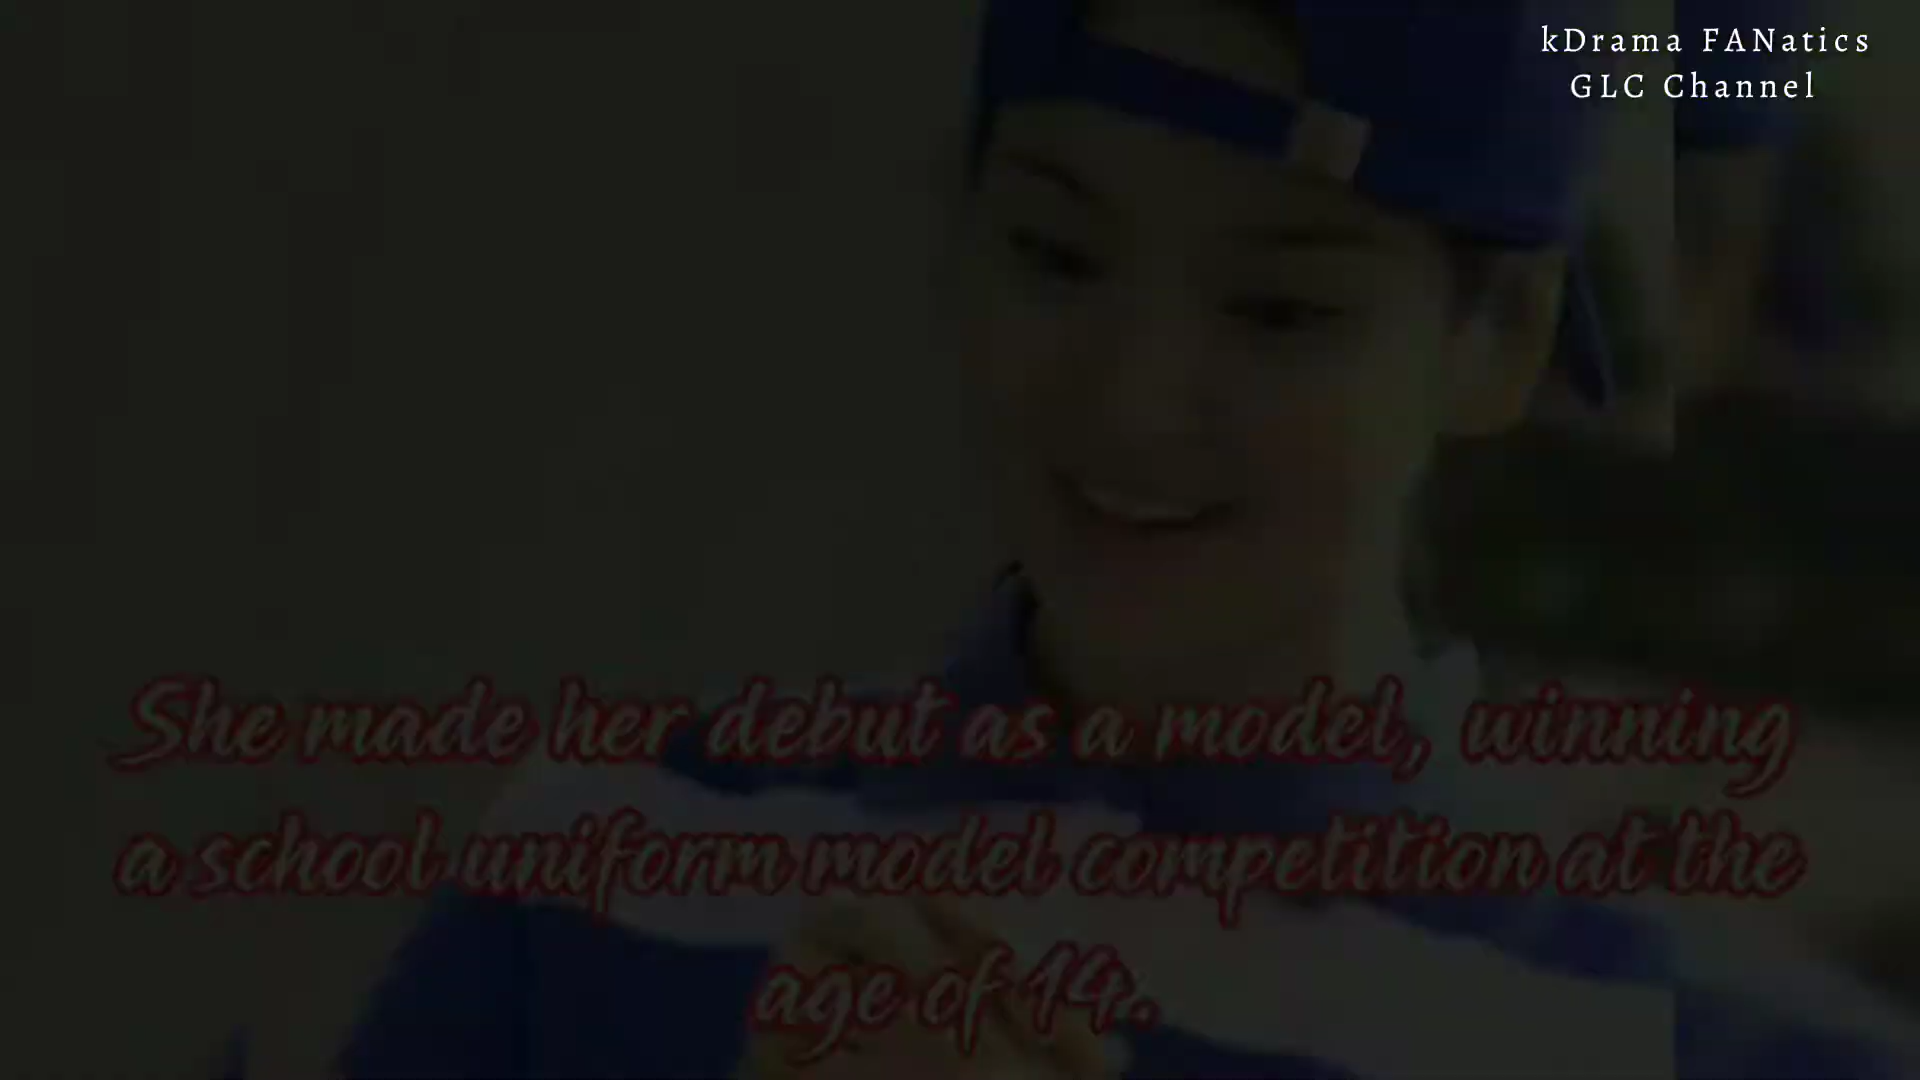 kDrama FANatics
GLC Channel
She made her debut as a model, winning
a school uniform model competition at the
age of 14.